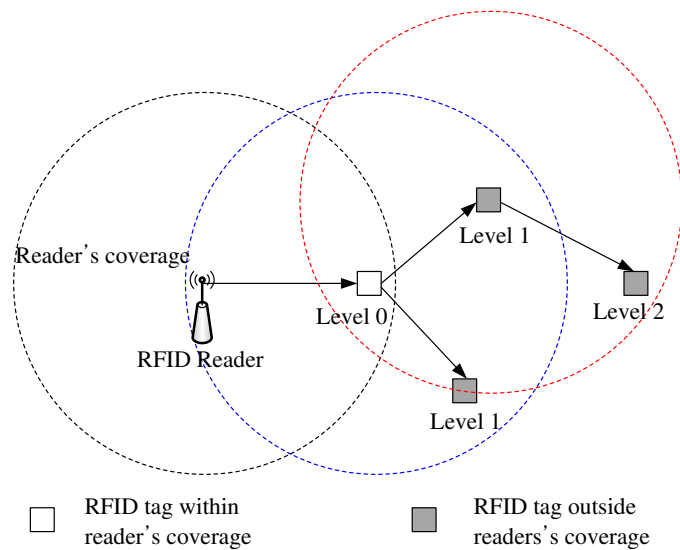 Level 1
Reader's coverage
Level 0
Level 2
RFID Reader
Level 1
RFID tag within
reader's coverage
RFID tag outside
readers's coverage